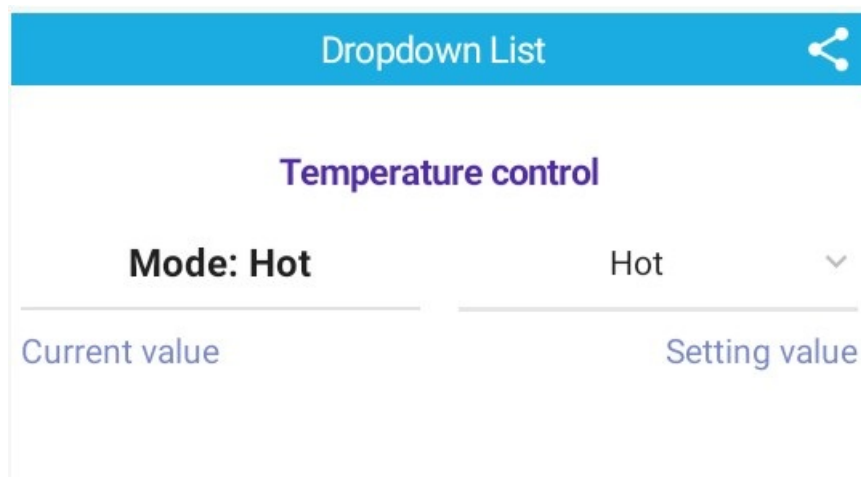 Dropdown List
Temperature control
Mode: Hot
Hot
Current value
Setting value